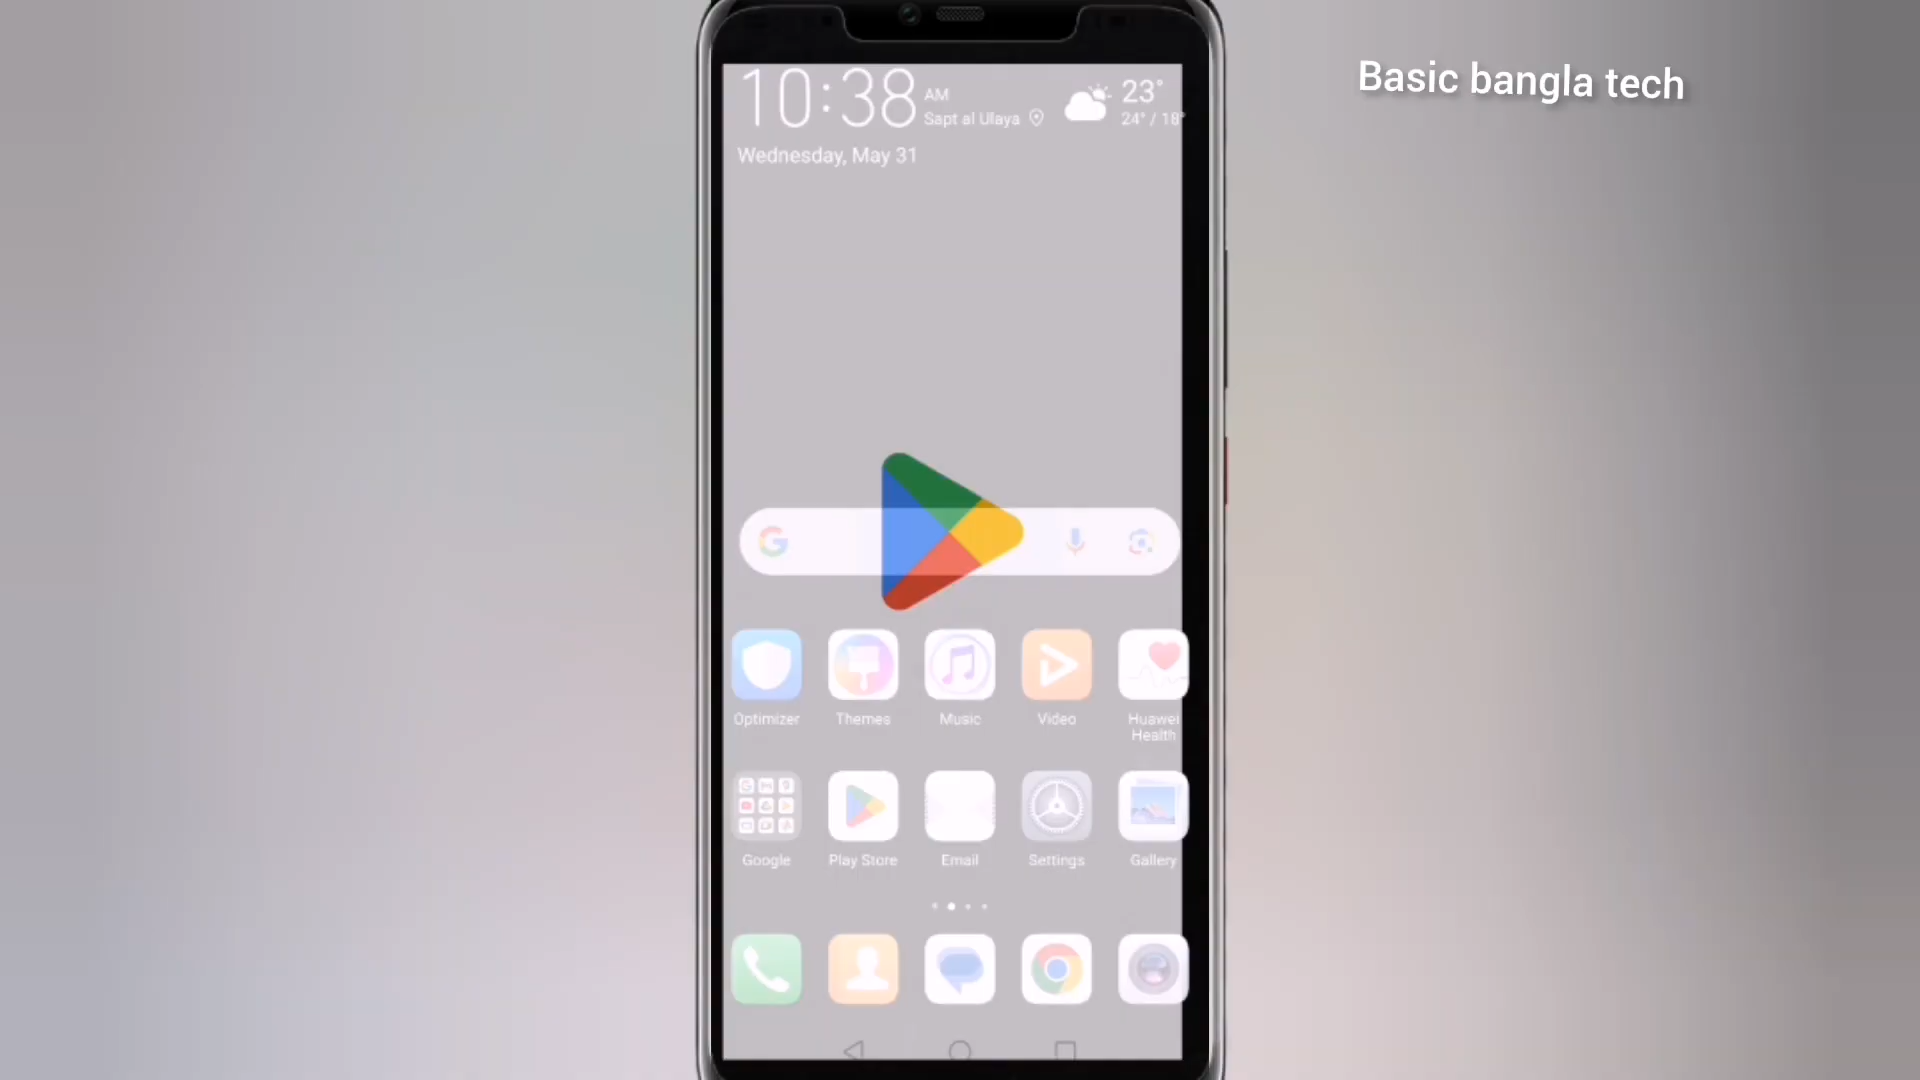 Basic bangla tech
10:38
AM
Sapt al Ulaya
23°
24° / 18°
Wednesday, May 31
Optimizer
Themes
Music
Video
Huawei
Health
Google
Play Store
Email
Settings
Gallery